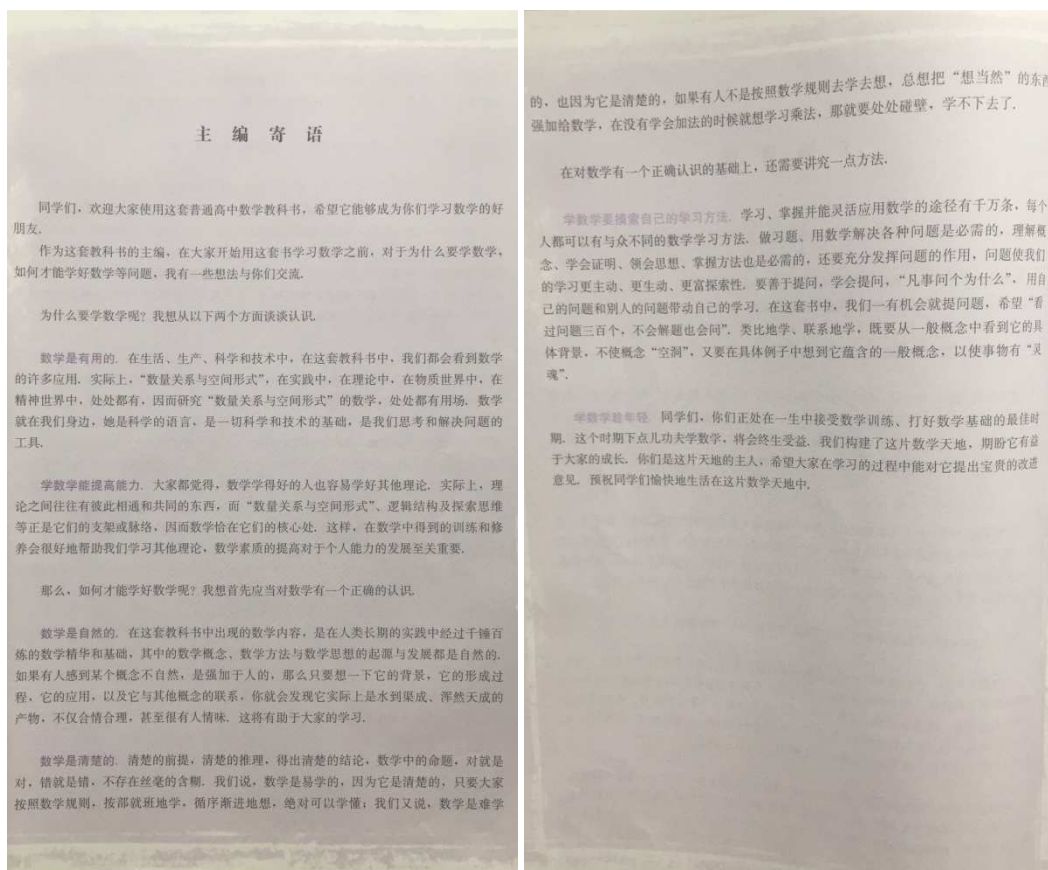 主 编 寄 语
同学们，欢迎大家使用这套普通高中数学教科书，希望它能够成为你们学习数学的好
朋友.
作为这套教科书的主编，在大家开始用这套书学习数学之前，对于为什么要学数学，
如何才能学好数学等问题，我有一些想法与你们交流.
为什么要学数学呢？我想从以下两个方面谈谈认识.
数学是有用的. 在生活、生产、科学和技术中，在这套教科书中，我们都会看到数学
的许多应用. 实际上，“数量关系与空间形式”，在实践中，在理论中，在物质世界中，在
精神世界中，处处都有，因而研究“数量关系与空间形式”的数学，处处都有用场. 数学
就在我们身边，她是科学的语言，是一切科学和技术的基础，是我们思考和解决问题的
工具.
学数学能提高能力. 大家都觉得，数学学得好的人也容易学好其他理论. 实际上，理
论之间往往有彼此相通和共同的东西，而“数量关系与空间形式”、逻辑结构及探索思维
等正是它们的支架或脉络，因而数学恰在它们的核心处. 这样，在数学中得到的训练和修
养会很好地帮助我们学习其他理论，数学素质的提高对于个人能力的发展至关重要.
那么，如何才能学好数学呢？我想首先应当对数学有一个正确的认识.
数学是自然的. 在这套教科书中出现的数学内容，是在人类长期的实践中经过千锤百
炼的数学精华和基础，其中的数学概念、数学方法与数学思想的起源与发展都是自然的.
如果有人感到某个概念不自然，是强加于人的，那么只要想一下它的背景，它的形成过
程，它的应用，以及它与其他概念的联系，你就会发现它实际上是水到渠成、浑然天成的
产物，不仅合情合理，甚至很有人情味. 这将有助于大家的学习.
数学是清楚的. 清楚的前提，清楚的推理，得出清楚的结论，数学中的命题，对就是
对，错就是错，不存在丝毫的含糊. 我们说，数学是易学的，因为它是清楚的，只要大家
按照数学规则，按部就班地学，循序渐进地想，绝对可以学懂；我们又说，数学是难学
的，也因为它是清楚的，如果有人不是按照数学规则去学去想，总想把“想当然”的东西
强加给数学，在没有学会加法的时候就想学习乘法，那就要处处碰壁，学不下去了.
在对数学有一个正确认识的基础上，还需要讲究一点方法.
学数学要摸索自己的学习方法. 学习、掌握并能灵活应用数学的途径有千万条，每个
人都可以有与众不同的数学学习方法. 做习题、用数学解决各种问题是必需的，理解概
念、学会证明、领会思想、掌握方法也是必需的，还要充分发挥问题的作用，问题使我们
的学习更主动、更生动、更富探索性. 要善于提问，学会提问，“凡事问个为什么”，用自
己的问题和别人的问题带动自己的学习. 在这套书中，我们一有机会就提问题，希望“看
过问题三百个，不会解题也会问”. 类比地学、联系地学，既要从一般概念中看到它的具
体背景，不使概念“空洞”，又要在具体例子中想到它蕴含的一般概念，以使事物有“灵
魂”.
学数学趁年轻. 同学们，你们正处在一生中接受数学训练、打好数学基础的最佳时
期. 这个时期下点儿功夫学数学，将会终生受益. 我们构建了这片数学天地，期盼它有益
于大家的成长. 你们是这片天地的主人，希望大家在学习的过程中能对它提出宝贵的改进
意见. 预祝同学们愉快地生活在这片数学天地中.